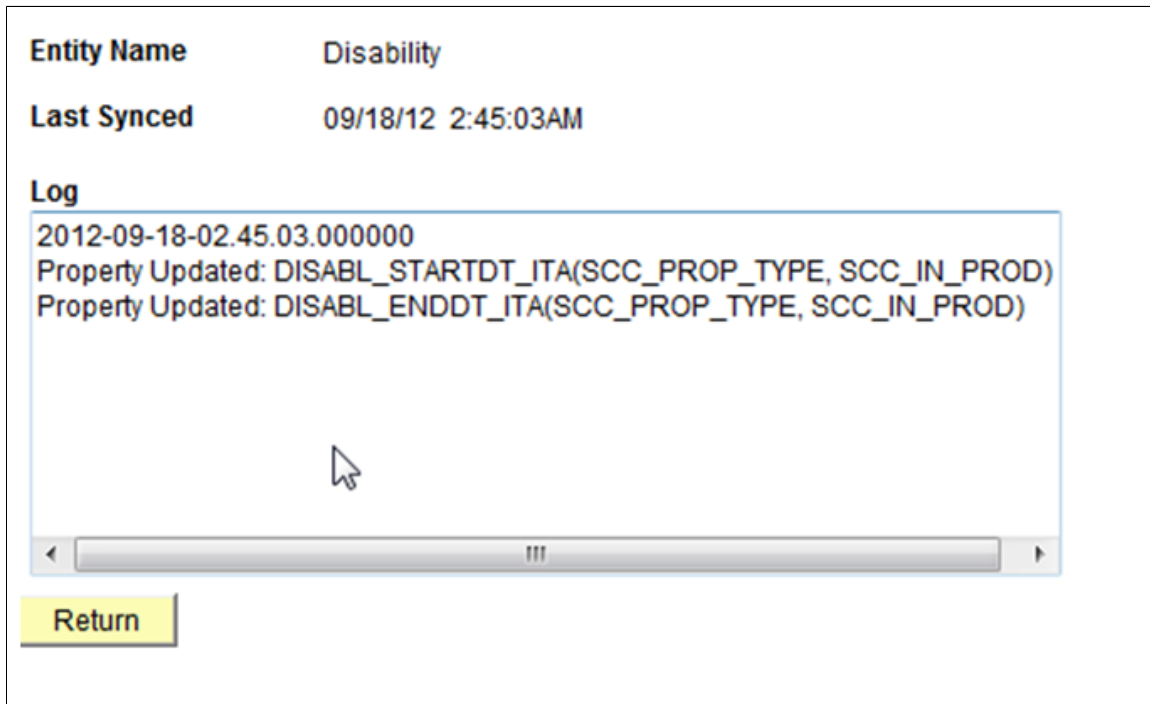 Entity Name Disability
Last Synced 09/18/12 2:45:03AM
Log
2012-09-18-02.45.03.000000
Property Updated: DISABL_STARTDT_ITA(SCC_PROP_TYPE, SCC_IN_PROD)
Property Updated: DISABL_ENDDT_ITA(SCC_PROP_TYPE, SCC_IN_PROD)
Return